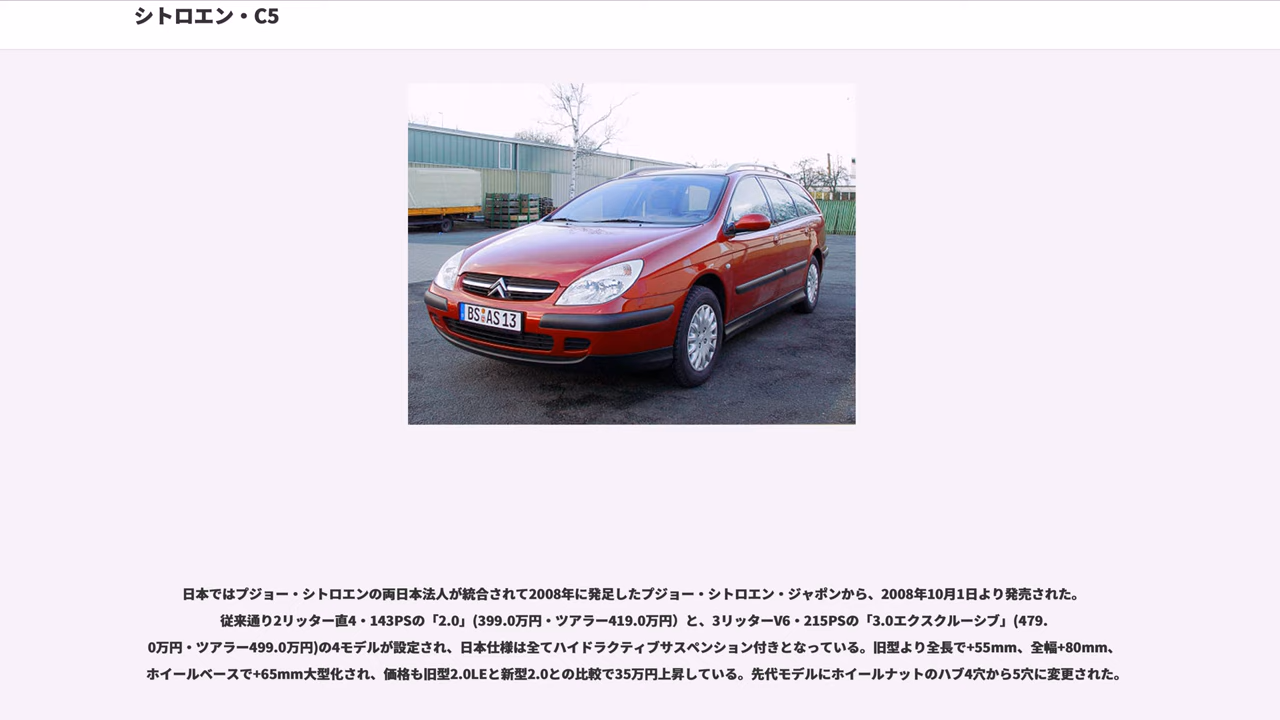 シトロエン・C5
BS AS 13
日本ではプジョー・シトロエンの両日本法人が統合されて2008年に発足したプジョー・シトロエン・ジャポンから、2008年10月1日より発売された。
従来通り2リッター直4・143PSの「2.0」(399.0万円・ツアラー419.0万円）と、3リッターV6・215PSの「3.0エクスクルーシブ」(479.
0万円・ツアラー499.0万円)の4モデルが設定され、日本仕様は全てハイドラクティブサスペンション付きとなっている。旧型より全長で+55mm、全幅+80mm、
ホイールベースで+65mm大型化され、価格も旧型2.0LEと新型2.0との比較で35万円上昇している。先代モデルにホイールナットのハブ4穴から5穴に変更された。